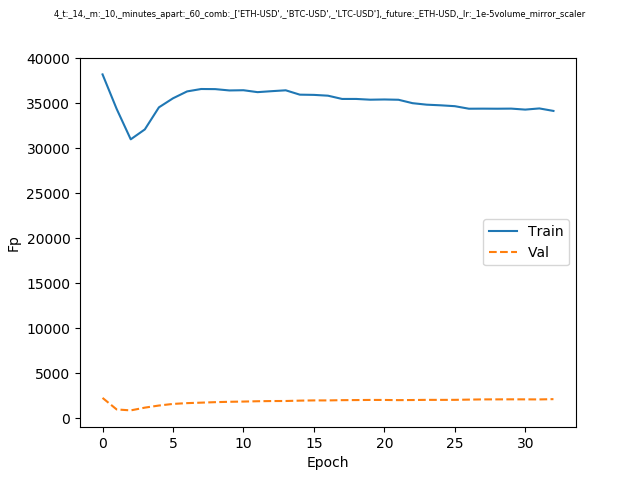 4_t:_14,_m:_10,_minutes_apart:_60_comb:_['ETH-USD',_'BTC-USD',_'LTC-USD'],_future:_ETH-USD,_lr:_1e-5volume_mirror_scaler
40000
35000
30000
25000
20000
15000
10000
5000
0
Fp
Train
Val
0 5 10 15 20 25 30
Epoch